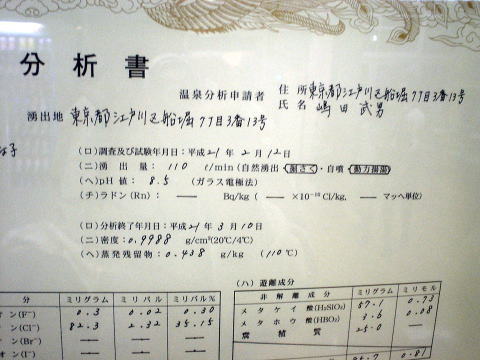 分析書
温泉分析申請者 住所 東京都江戸川区船堀7丁目3番13号
氏名 嶋田武男
湧出地 東京都江戸川区船堀7丁目3番13号
(ロ)調査及び試験年月日:平成21年2月12日
(ニ)湧出量: 110 ℓ/min(自然湧出・掘さく・自噴・動力揚湯)
(ヘ)pH値: 8.5 (ガラス電極法)
(チ)ラドン(Rn): — Bq/kg ( — ×10⁻¹⁰ Ci/kg, — マッヘ単位)
(ロ)分析終了年月日:平成21年3月10日
(ニ)密度:0.9988 g/cm³(20℃/4℃)
(ヘ)蒸発残留物:0.438 g/kg (110℃)
(ハ)遊離成分
分 ミリグラム ミリバル ミリバル%
オン(F⁻) 0.3 0.02 0.30
オン(Cl⁻) 82.3 2.32 35.15
オン(Br⁻) — — —
オン(I⁻) — — —
非解離成分 ミリグラム ミリモル
メタケイ酸(H₂SiO₃) 57.1 0.73
メタホウ酸(HBO₂) 3.6 0.08
腐植質 25.0 —
0.81